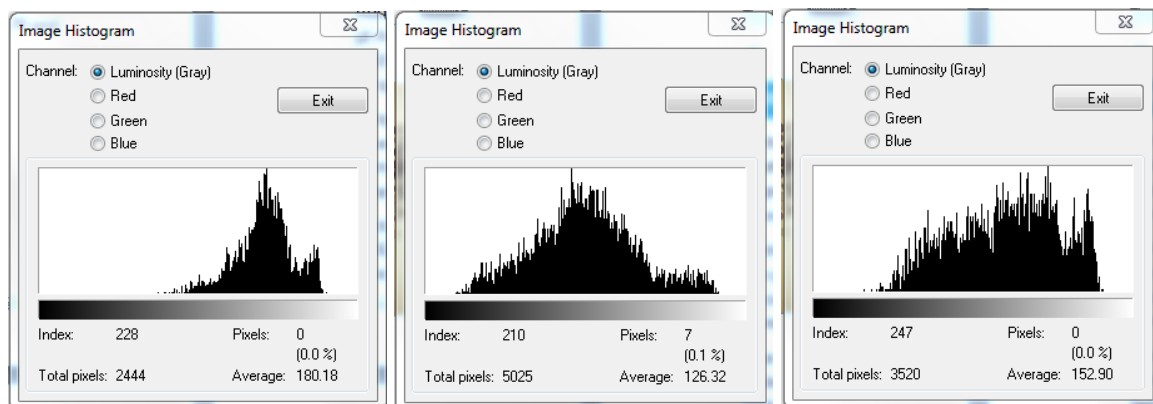 Image Histogram
Channel: Luminosity (Gray)
Red
Green
Blue
Exit
Index: 228 Pixels: 0
(0.0 %)
Total pixels: 2444 Average: 180.18
Image Histogram
Channel: Luminosity (Gray)
Red
Green
Blue
Exit
Index: 210 Pixels: 7
(0.1 %)
Total pixels: 5025 Average: 126.32
Image Histogram
Channel: Luminosity (Gray)
Red
Green
Blue
Exit
Index: 247 Pixels: 0
(0.0 %)
Total pixels: 3520 Average: 152.90